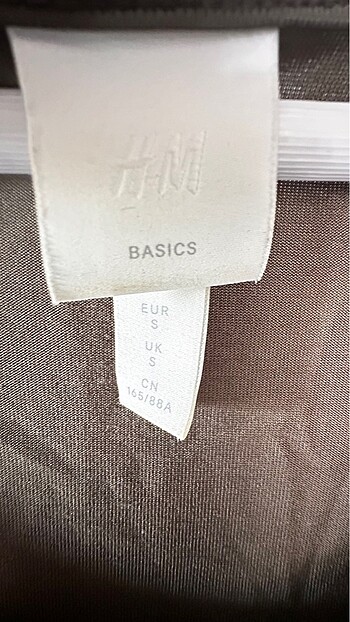 H&M
BASICS
EUR
S
UK
S
CN
165/88A